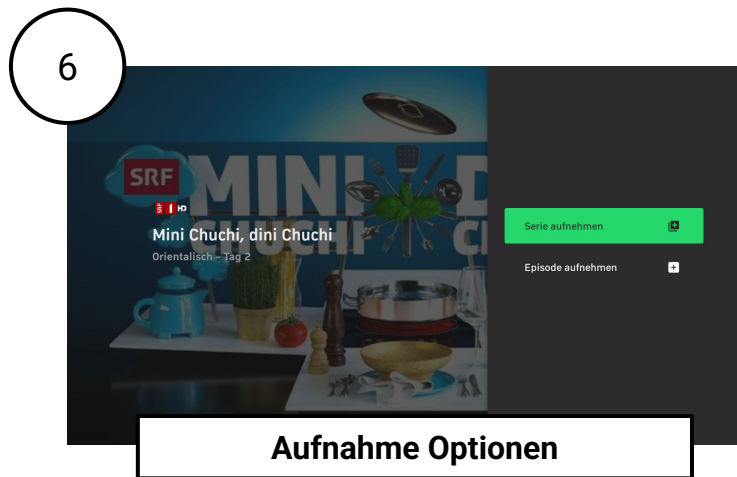 6
SRF
MINI D
CHUCHI CH
SRF 1 HD
Mini Chuchi, dini Chuchi
Orientalisch – Tag 2
Serie aufnehmen
Episode aufnehmen
Aufnahme Optionen